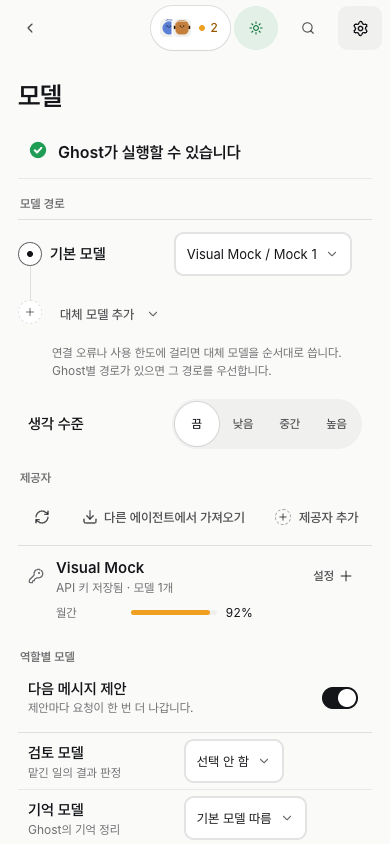 2
모델
Ghost가 실행할 수 있습니다
모델 경로
기본 모델
Visual Mock / Mock 1
대체 모델 추가
연결 오류나 사용 한도에 걸리면 대체 모델을 순서대로 씁니다.
Ghost별 경로가 있으면 그 경로를 우선합니다.
생각 수준
끔 낮음 중간 높음
제공자
다른 에이전트에서 가져오기 제공자 추가
Visual Mock
API 키 저장됨 · 모델 1개
설정
월간 92%
역할별 모델
다음 메시지 제안
제안마다 요청이 한 번 더 나갑니다.
검토 모델
맡긴 일의 결과 판정
선택 안 함
기억 모델
Ghost의 기억 정리
기본 모델 따름